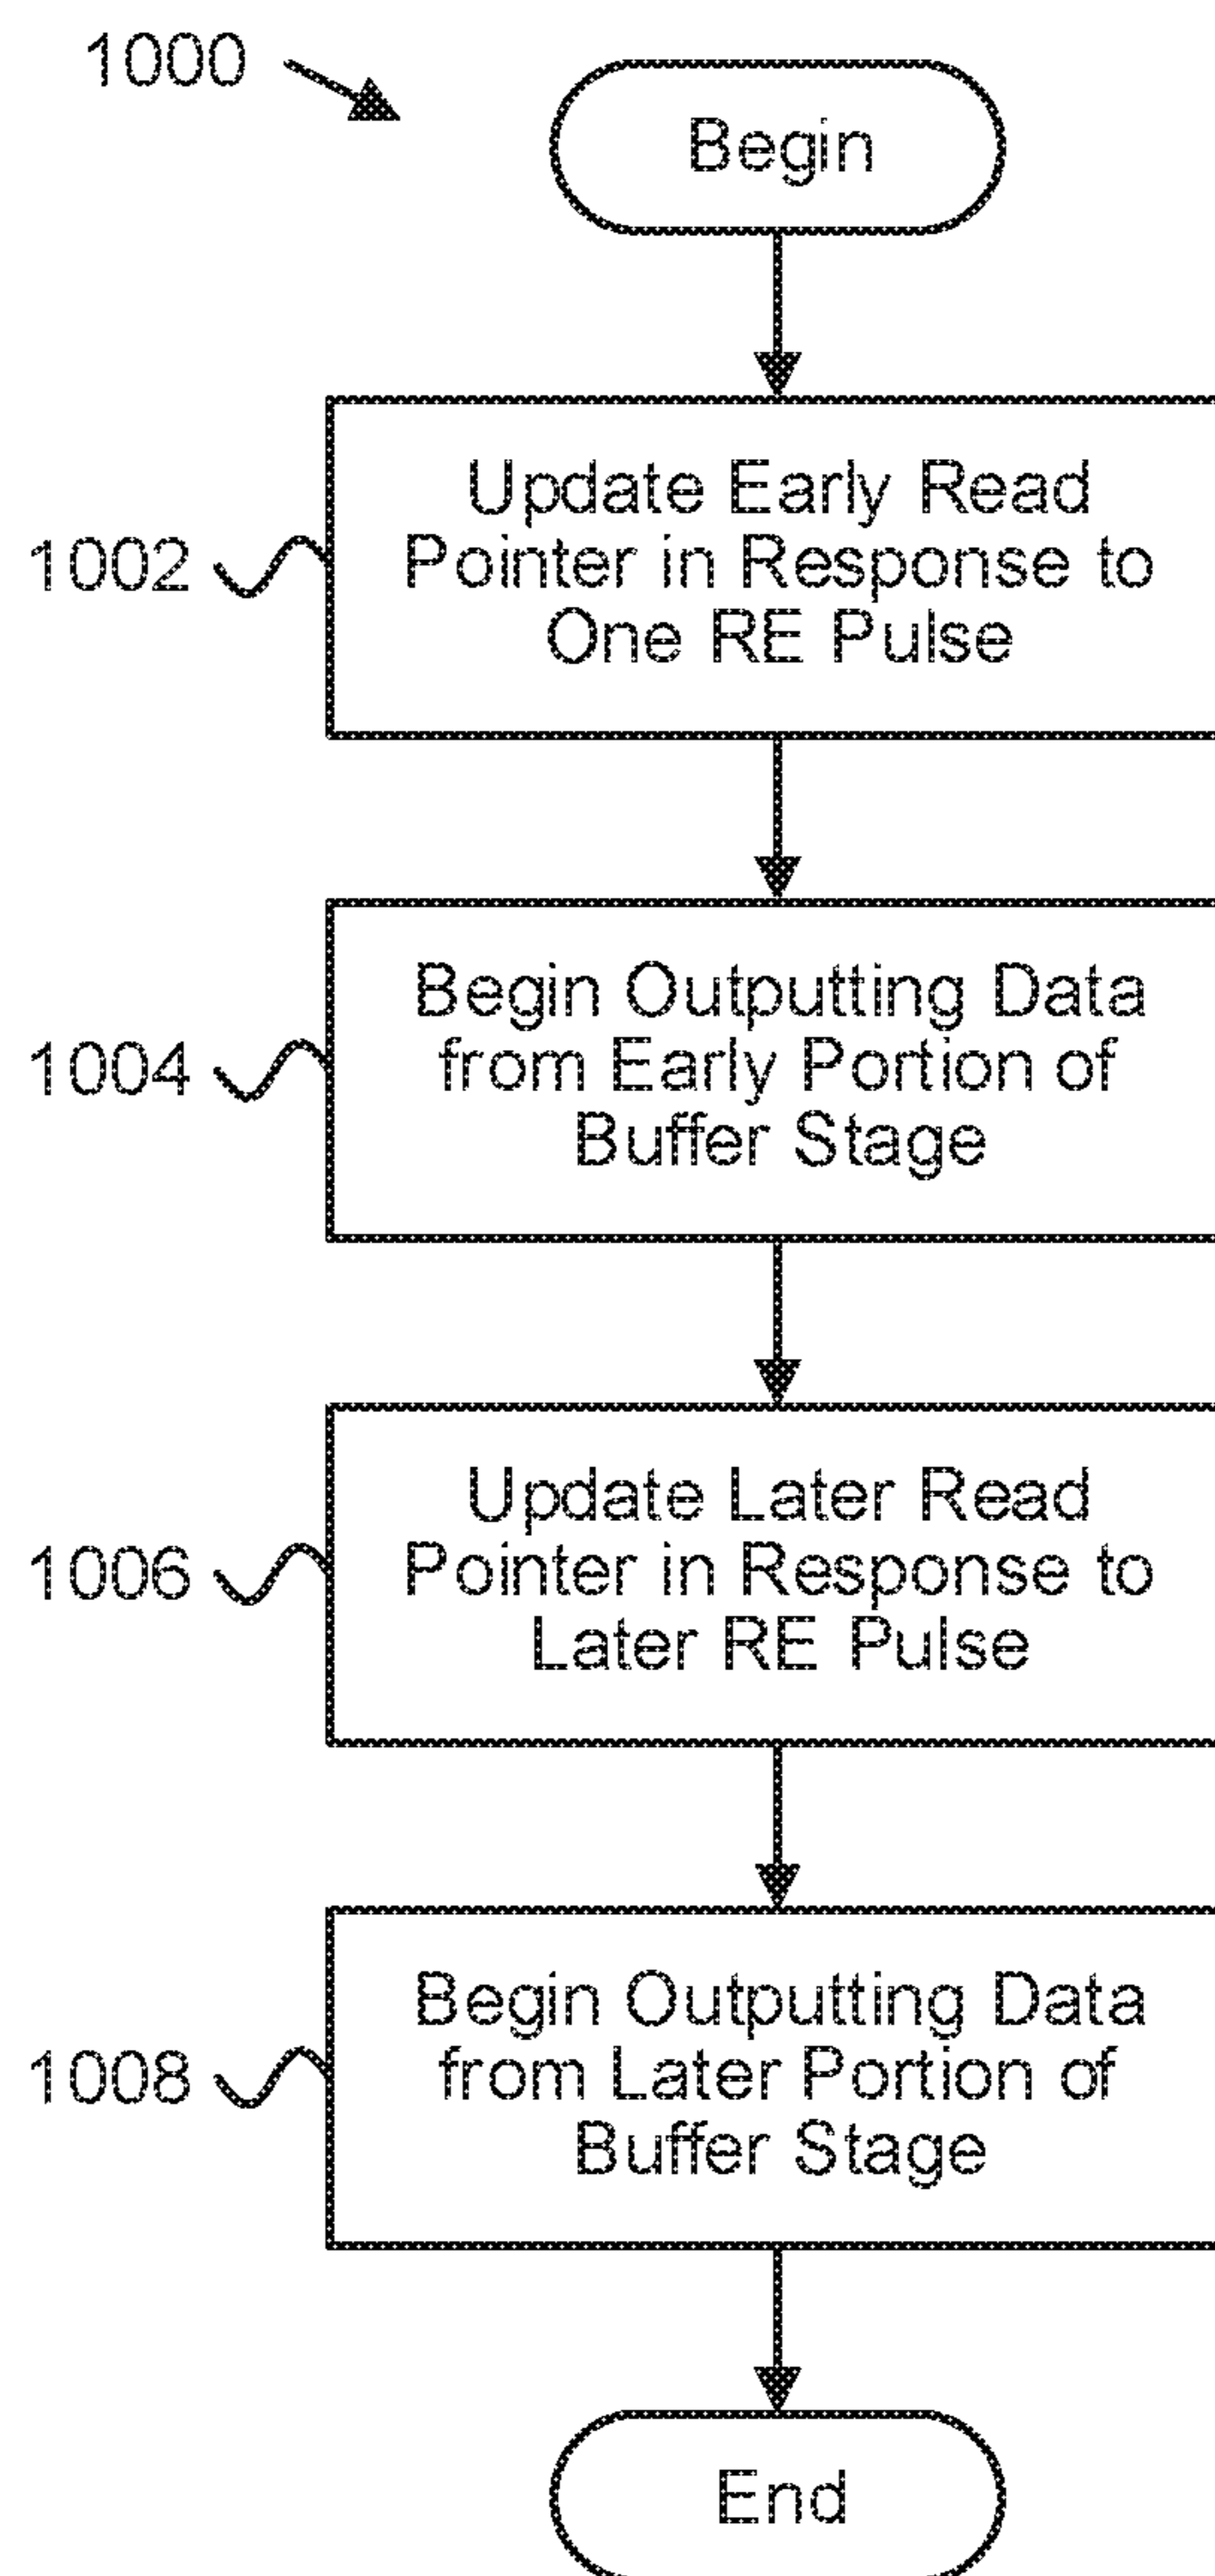 1000
Begin
Update Early Read
1002 Pointer in Response to
One RE Pulse
Begin Outputting Data
1004 from Early Portion of
Buffer Stage
Update Later Read
1006 Pointer in Response to
Later RE Pulse
Begin Outputting Data
1008 from Later Portion of
Buffer Stage
End